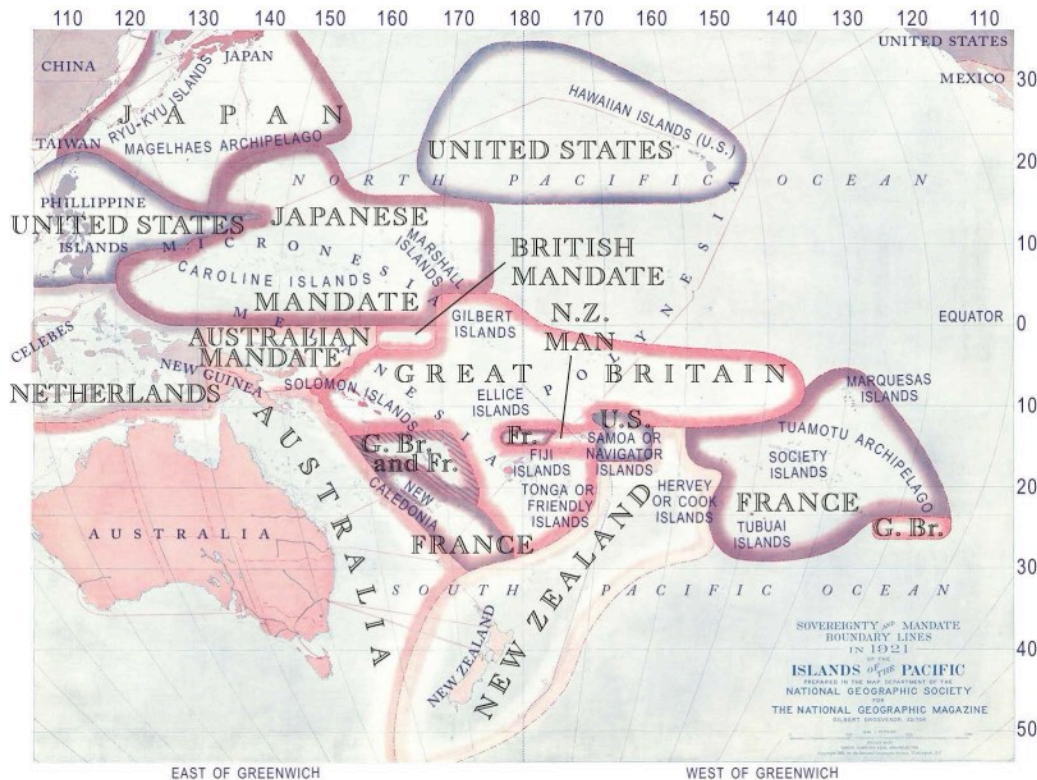 110 120 130 140 150 160 170 180 170 160 150 140 130 120 110
CHINA
JAPAN
UNITED STATES
MEXICO
30
RYU-KYU ISLANDS
HAWAIIAN ISLANDS (U.S.)
JAPAN
TAIWAN
MAGELHAES ARCHIPELAGO
UNITED STATES
20
NORTH PACIFIC OCEAN
PHILLIPPINE
ISLANDS
UNITED STATES
JAPANESE
MANDATE
MICRONESIA
MARSHALL
ISLANDS
CAROLINE ISLANDS
BRITISH
MANDATE
10
POLYNESIA
MELANESIA
GILBERT
ISLANDS
N.Z.
MAN
EQUATOR 0
CELEBES
AUSTRALIAN
MANDATE
NEW GUINEA
NETHERLANDS
SOLOMON ISLANDS
GREAT BRITAIN
ELLICE
ISLANDS
MARQUESAS
ISLANDS
10
AUSTRALIA
G. Br.
and Fr.
Fr.
U.S.
SAMOA OR
NAVIGATOR
ISLANDS
FIJI
ISLANDS
TUAMOTU ARCHIPELAGO
SOCIETY
ISLANDS
NEW
CALEDONIA
TONGA OR
FRIENDLY
ISLANDS
HERVEY
OR COOK
ISLANDS
20
FRANCE
TUBUAI
ISLANDS
G. Br.
AUSTRALIA
FRANCE
NEW ZEALAND
30
SOUTH PACIFIC OCEAN
NEW ZEALAND
40
50
SOVEREIGNTY AND MANDATE
BOUNDARY LINES
IN 1921
OF THE
ISLANDS OF THE PACIFIC
PREPARED IN THE MAP DEPARTMENT OF THE
NATIONAL GEOGRAPHIC SOCIETY
FOR
THE NATIONAL GEOGRAPHIC MAGAZINE
GILBERT GROSVENOR, EDITOR
EAST OF GREENWICH
WEST OF GREENWICH